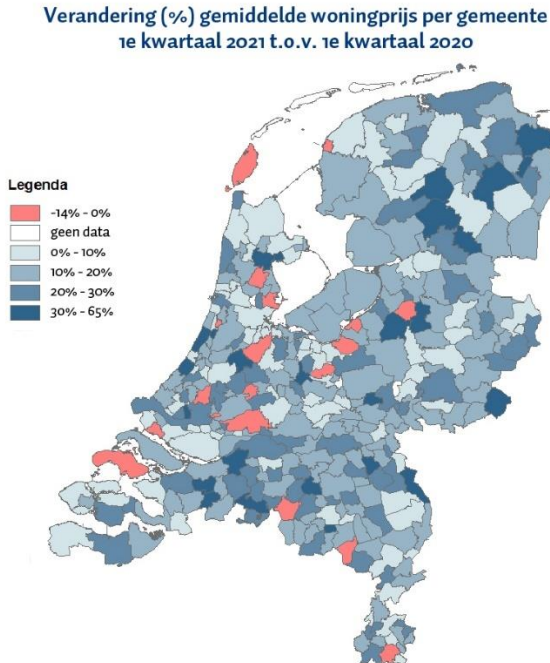 Verandering (%) gemiddelde woningprijs per gemeente
1e kwartaal 2021 t.o.v. 1e kwartaal 2020
Legenda
-14% - 0%
geen data
0% - 10%
10% - 20%
20% - 30%
30% - 65%